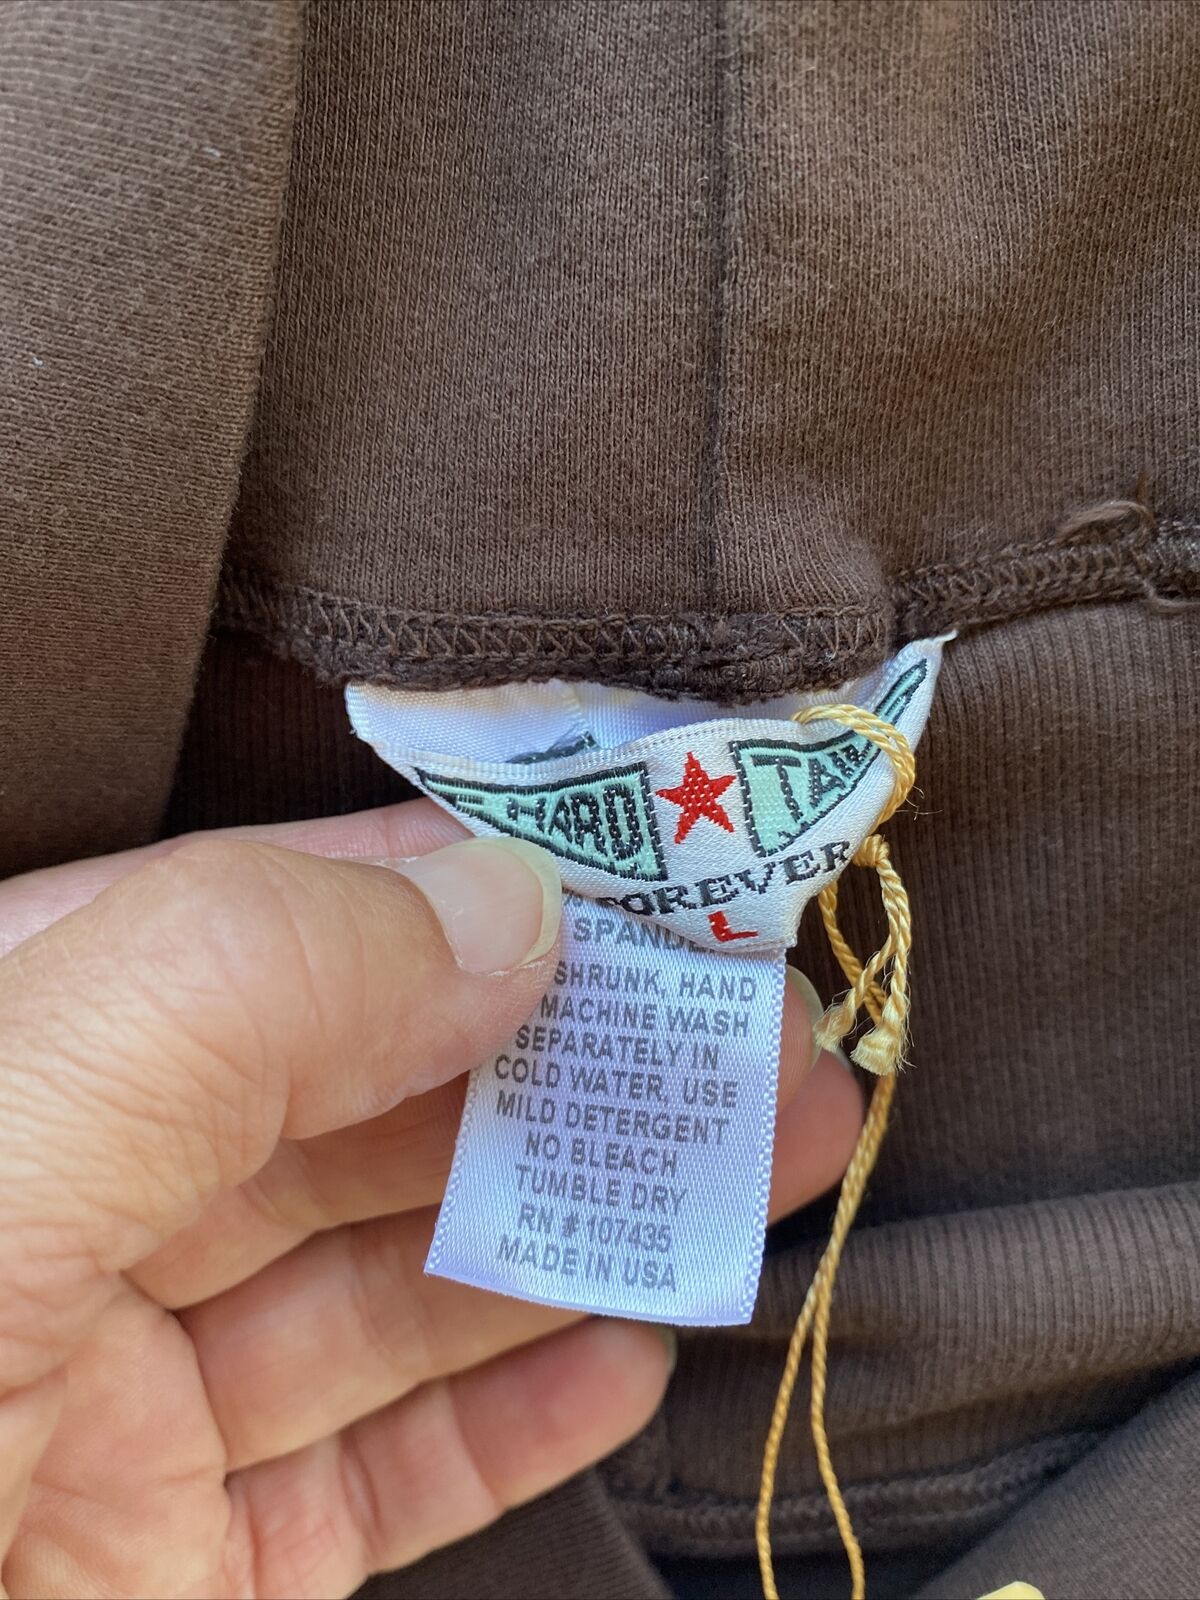 HARD TAIL
FOREVER
L
SHRUNK, HAND
MACHINE WASH
SEPARATELY IN
COLD WATER, USE
MILD DETERGENT
NO BLEACH
TUMBLE DRY
RN # 107435
MADE IN USA